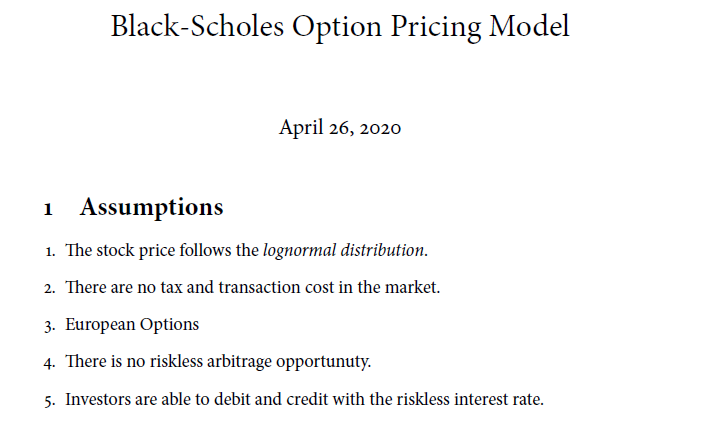 Black-Scholes Option Pricing Model
April 26, 2020
1 Assumptions
1. The stock price follows the lognormal distribution.
2. There are no tax and transaction cost in the market.
3. European Options
4. There is no riskless arbitrage opportunuty.
5. Investors are able to debit and credit with the riskless interest rate.